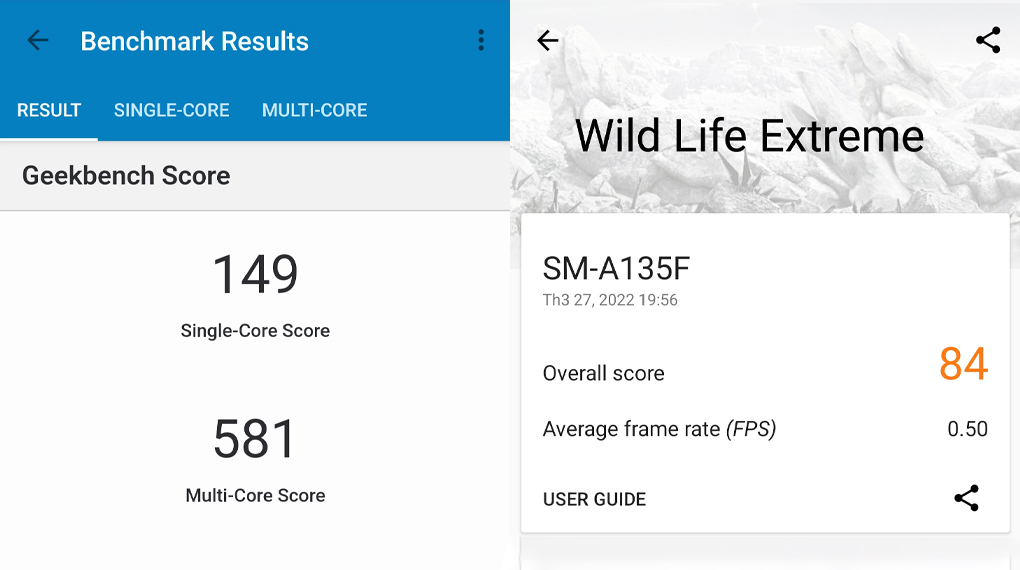 Benchmark Results
RESULT SINGLE-CORE MULTI-CORE
Geekbench Score
149
Single-Core Score
581
Multi-Core Score
Wild Life Extreme
SM-A135F
Th3 27, 2022 19:56
Overall score 84
Average frame rate (FPS) 0.50
USER GUIDE